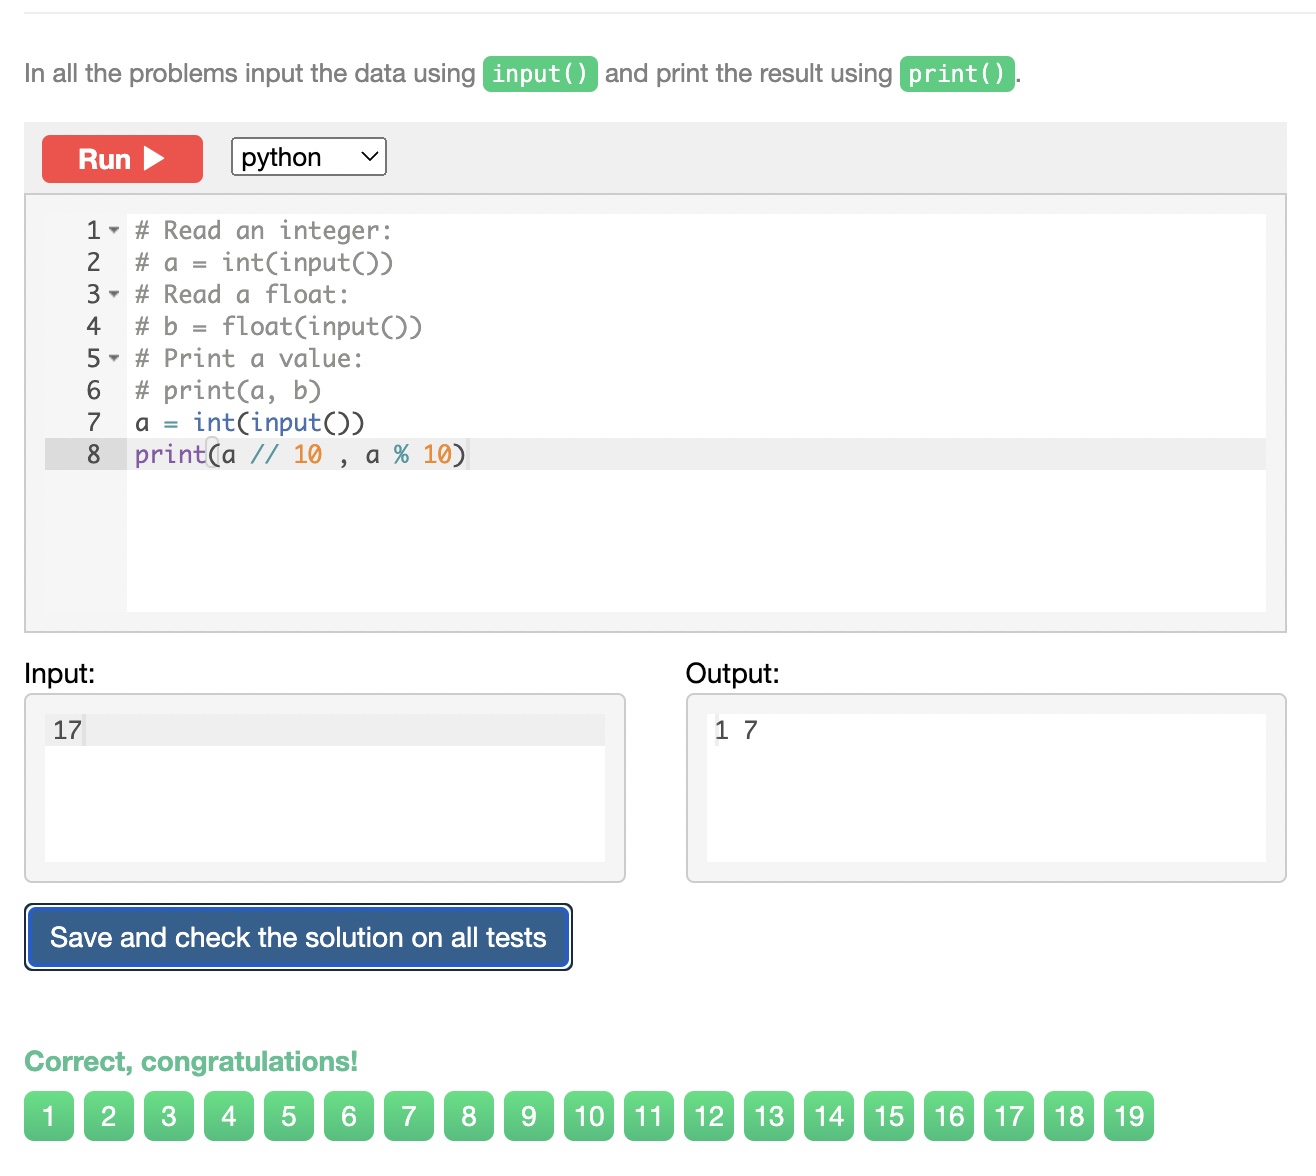 In all the problems input the data using input() and print the result using print().
Run
python
1 # Read an integer:
2 # a = int(input())
3 # Read a float:
4 # b = float(input())
5 # Print a value:
6 # print(a, b)
7 a = int(input())
8 print(a // 10 , a % 10)
Input:
17
Output:
1 7
Save and check the solution on all tests
Correct, congratulations!
1 2 3 4 5 6 7 8 9 10 11 12 13 14 15 16 17 18 19